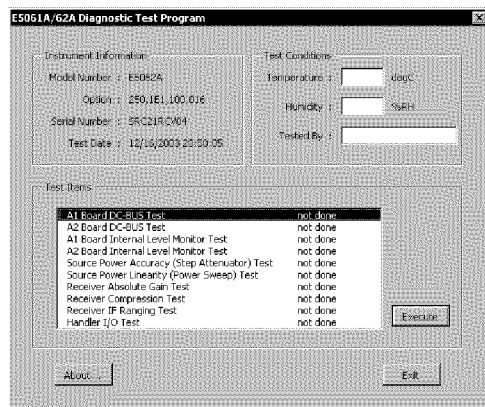 E5061A/62A Diagnostic Test Program
Instrument Information
Model Number : E5062A
Option : 250,1E1,100,016
Serial Number : SRC21RCV04
Test Date : 12/16/2003 20:50:05
Test Conditions
Temperature : degC
Humidity : %RH
Tested By :
Test Items
A1 Board DC-BUS Test not done
A2 Board DC-BUS Test not done
A1 Board Internal Level Monitor Test not done
A2 Board Internal Level Monitor Test not done
Source Power Accuracy (Step Attenuator) Test not done
Source Power Linearity (Power Sweep) Test not done
Receiver Absolute Gain Test not done
Receiver Compression Test not done
Receiver IF Ranging Test not done
Handler I/O Test not done
Execute
About...
Exit